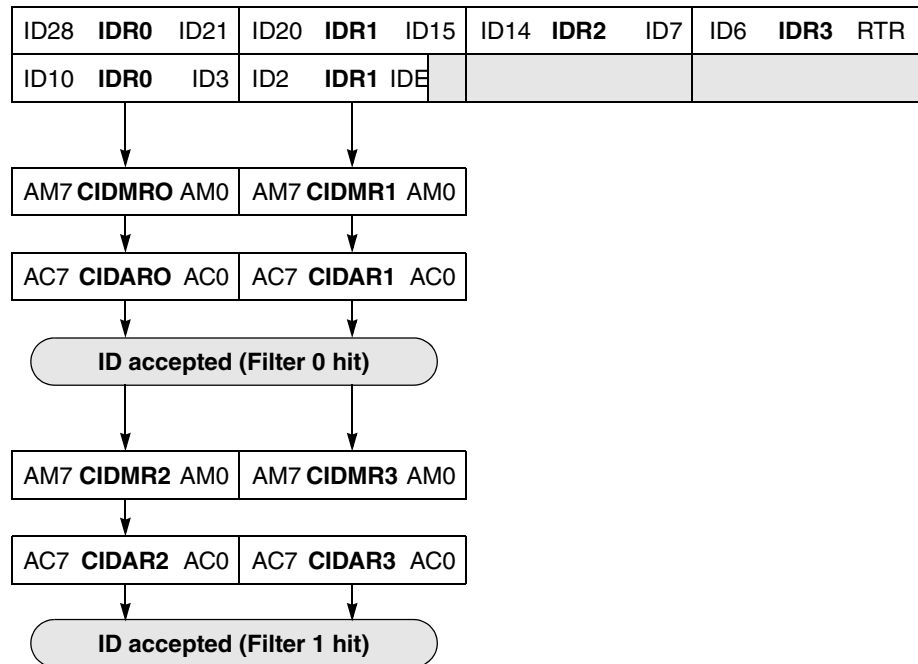 ID28 IDR0 ID21 ID20 IDR1 ID15 ID14 IDR2 ID7 ID6 IDR3 RTR
ID10 IDR0 ID3 ID2 IDR1 IDE
AM7 CIDMRO AM0 AM7 CIDMR1 AM0
AC7 CIDARO AC0 AC7 CIDAR1 AC0
ID accepted (Filter 0 hit)
AM7 CIDMR2 AM0 AM7 CIDMR3 AM0
AC7 CIDAR2 AC0 AC7 CIDAR3 AC0
ID accepted (Filter 1 hit)